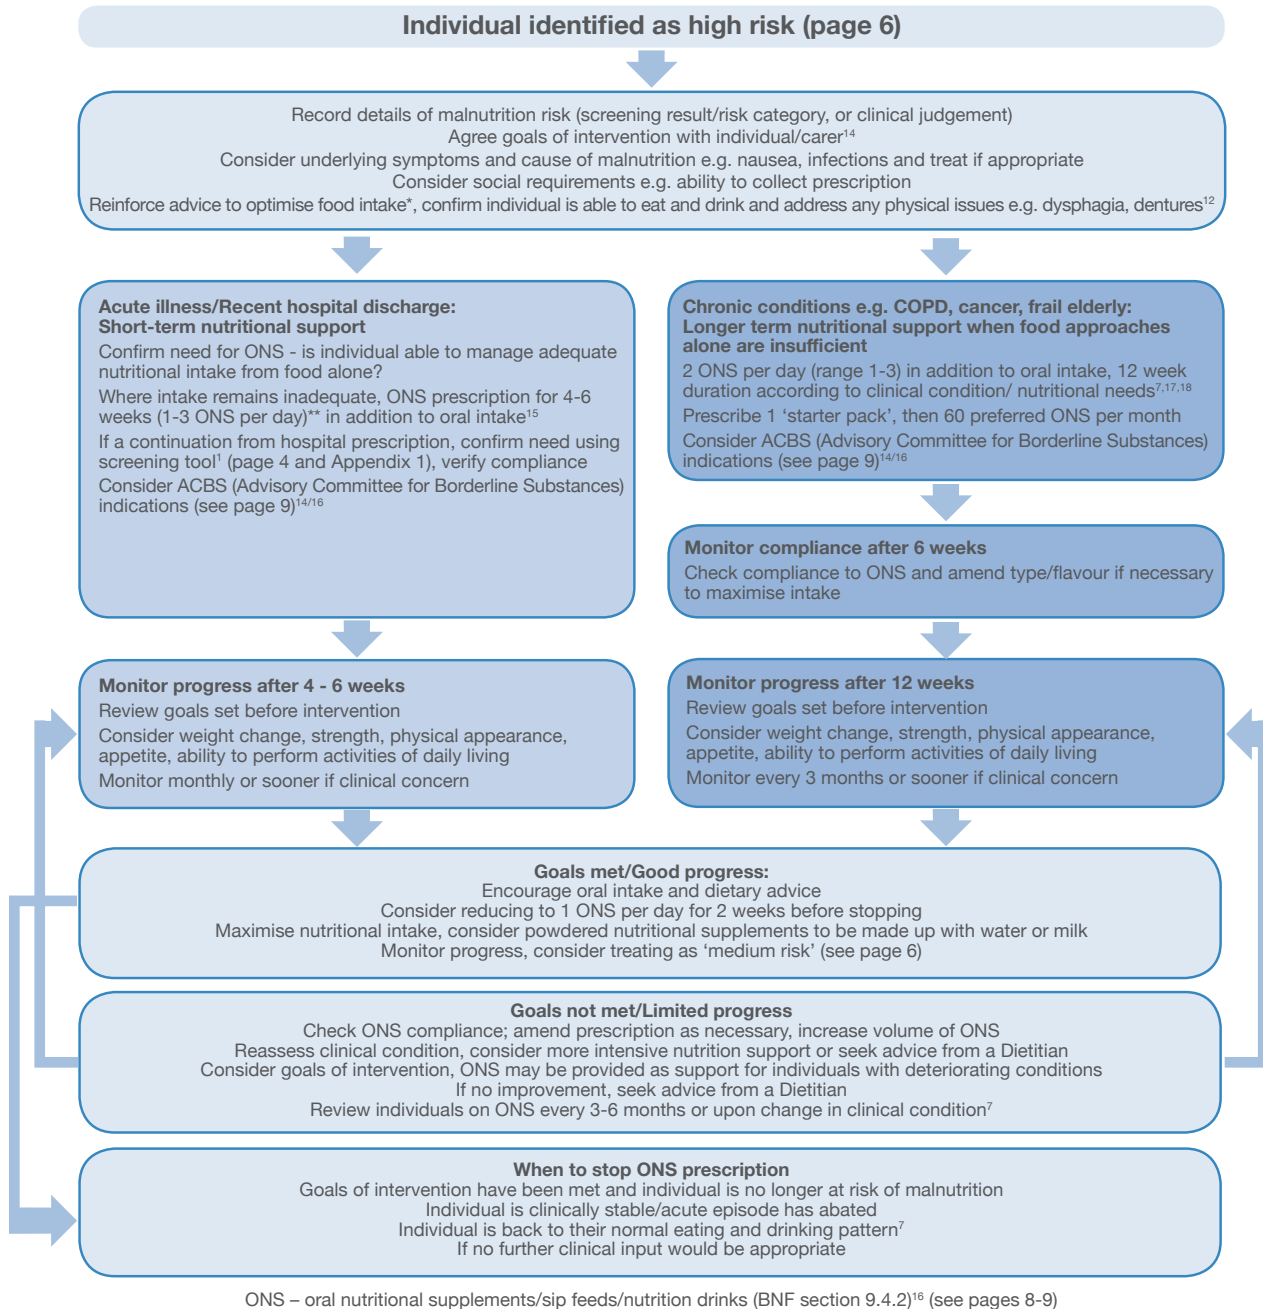 Individual identified as high risk (page 6)
Record details of malnutrition risk (screening result/risk category, or clinical judgement)
Agree goals of intervention with individual/carer¹⁴
Consider underlying symptoms and cause of malnutrition e.g. nausea, infections and treat if appropriate
Consider social requirements e.g. ability to collect prescription
Reinforce advice to optimise food intake*, confirm individual is able to eat and drink and address any physical issues e.g. dysphagia, dentures¹²
Acute illness/Recent hospital discharge:
Short-term nutritional support
Confirm need for ONS - is individual able to manage adequate
nutritional intake from food alone?
Where intake remains inadequate, ONS prescription for 4-6
weeks (1-3 ONS per day)** in addition to oral intake¹⁵
If a continuation from hospital prescription, confirm need using
screening tool¹ (page 4 and Appendix 1), verify compliance
Consider ACBS (Advisory Committee for Borderline Substances)
indications (see page 9)¹⁴/¹⁶
Chronic conditions e.g. COPD, cancer, frail elderly:
Longer term nutritional support when food approaches
alone are insufficient
2 ONS per day (range 1-3) in addition to oral intake, 12 week
duration according to clinical condition/ nutritional needs⁷,¹⁷,¹⁸
Prescribe 1 ‘starter pack’, then 60 preferred ONS per month
Consider ACBS (Advisory Committee for Borderline Substances)
indications (see page 9)¹⁴/¹⁶
Monitor compliance after 6 weeks
Check compliance to ONS and amend type/flavour if necessary
to maximise intake
Monitor progress after 4 - 6 weeks
Review goals set before intervention
Consider weight change, strength, physical appearance,
appetite, ability to perform activities of daily living
Monitor monthly or sooner if clinical concern
Monitor progress after 12 weeks
Review goals set before intervention
Consider weight change, strength, physical appearance,
appetite, ability to perform activities of daily living
Monitor every 3 months or sooner if clinical concern
Goals met/Good progress:
Encourage oral intake and dietary advice
Consider reducing to 1 ONS per day for 2 weeks before stopping
Maximise nutritional intake, consider powdered nutritional supplements to be made up with water or milk
Monitor progress, consider treating as ‘medium risk’ (see page 6)
Goals not met/Limited progress
Check ONS compliance; amend prescription as necessary, increase volume of ONS
Reassess clinical condition, consider more intensive nutrition support or seek advice from a Dietitian
Consider goals of intervention, ONS may be provided as support for individuals with deteriorating conditions
If no improvement, seek advice from a Dietitian
Review individuals on ONS every 3-6 months or upon change in clinical condition⁷
When to stop ONS prescription
Goals of intervention have been met and individual is no longer at risk of malnutrition
Individual is clinically stable/acute episode has abated
Individual is back to their normal eating and drinking pattern⁷
If no further clinical input would be appropriate
ONS – oral nutritional supplements/sip feeds/nutrition drinks (BNF section 9.4.2)¹⁶ (see pages 8-9)